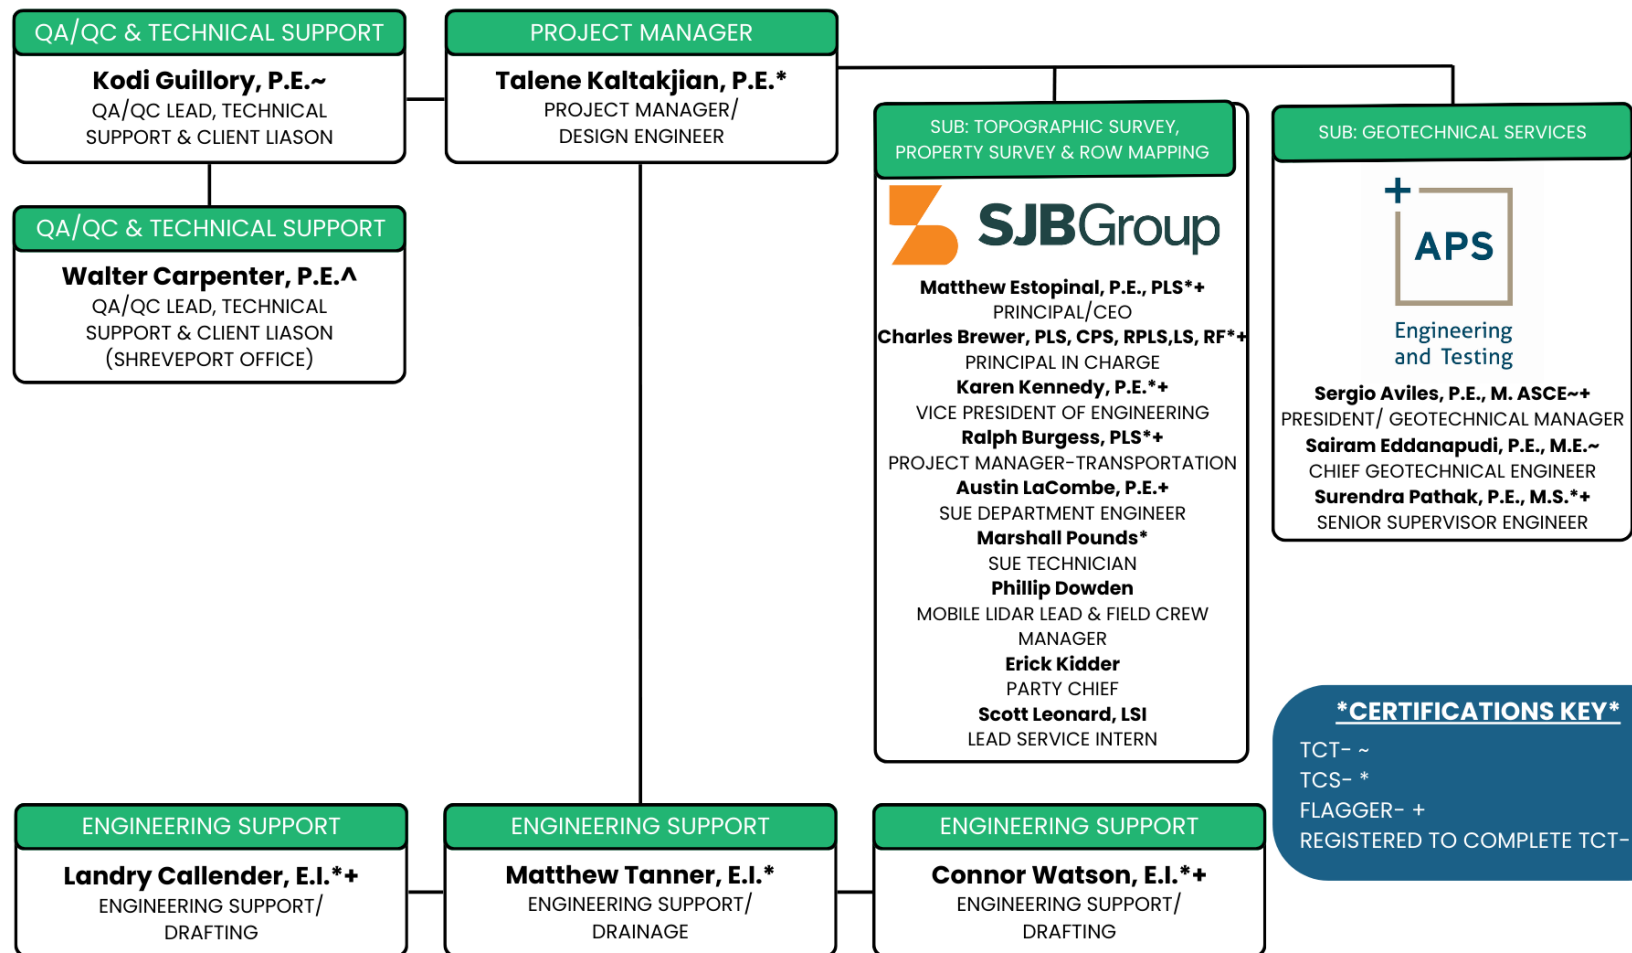 QA/QC & TECHNICAL SUPPORT
Kodi Guillory, P.E.~
QA/QC LEAD, TECHNICAL
SUPPORT & CLIENT LIASON
PROJECT MANAGER
Talene Kaltakjian, P.E.*
PROJECT MANAGER/
DESIGN ENGINEER
QA/QC & TECHNICAL SUPPORT
Walter Carpenter, P.E.^
QA/QC LEAD, TECHNICAL
SUPPORT & CLIENT LIASON
(SHREVEPORT OFFICE)
SUB: TOPOGRAPHIC SURVEY,
PROPERTY SURVEY & ROW MAPPING
SJBGroup
Matthew Estopinal, P.E., PLS*+
PRINCIPAL/CEO
Charles Brewer, PLS, CPS, RPLS,LS, RF*+
PRINCIPAL IN CHARGE
Karen Kennedy, P.E.*+
VICE PRESIDENT OF ENGINEERING
Ralph Burgess, PLS*+
PROJECT MANAGER-TRANSPORTATION
Austin LaCombe, P.E.+
SUE DEPARTMENT ENGINEER
Marshall Pounds*
SUE TECHNICIAN
Phillip Dowden
MOBILE LIDAR LEAD & FIELD CREW
MANAGER
Erick Kidder
PARTY CHIEF
Scott Leonard, LSI
LEAD SERVICE INTERN
SUB: GEOTECHNICAL SERVICES
APS
Engineering
and Testing
Sergio Aviles, P.E., M. ASCE~+
PRESIDENT/ GEOTECHNICAL MANAGER
Sairam Eddanapudi, P.E., M.E.~
CHIEF GEOTECHNICAL ENGINEER
Surendra Pathak, P.E., M.S.*+
SENIOR SUPERVISOR ENGINEER
*CERTIFICATIONS KEY*
TCT- ~
TCS- *
FLAGGER- +
REGISTERED TO COMPLETE TCT-
ENGINEERING SUPPORT
Landry Callender, E.I.*+
ENGINEERING SUPPORT/
DRAFTING
ENGINEERING SUPPORT
Matthew Tanner, E.I.*
ENGINEERING SUPPORT/
DRAINAGE
ENGINEERING SUPPORT
Connor Watson, E.I.*+
ENGINEERING SUPPORT/
DRAFTING